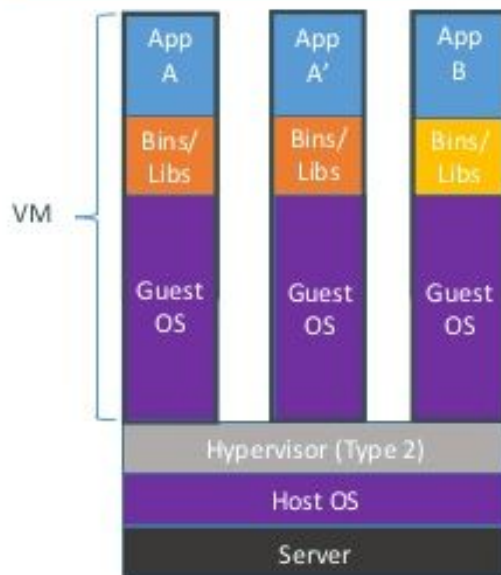 App
A
App
A’
App
B
Bins/
Libs
Bins/
Libs
Bins/
Libs
VM
Guest
OS
Guest
OS
Guest
OS
Hypervisor (Type 2)
Host OS
Server